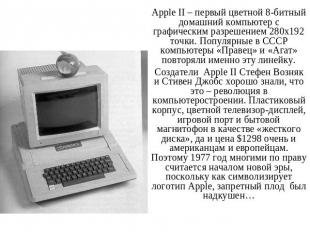 Apple II – первый цветной 8-битный
домашний компьютер с
графическим разрешением 280x192
точки. Популярные в СССР
компьютеры «Правец» и «Агат»
повторяли именно эту линейку.
Создатели Apple II Стефен Возняк
и Стивен Джобс хорошо знали, что
это – революция в
компьютеростроении. Пластиковый
корпус, цветной телевизор-дисплей,
игровой порт и бытовой
магнитофон в качестве «жесткого
диска», да и цена $1298 очень и
американцам и европейцам.
Поэтому 1977 год многими по праву
считается началом новой эры,
поскольку как символизирует
логотип Apple, запретный плод был
надкушен…